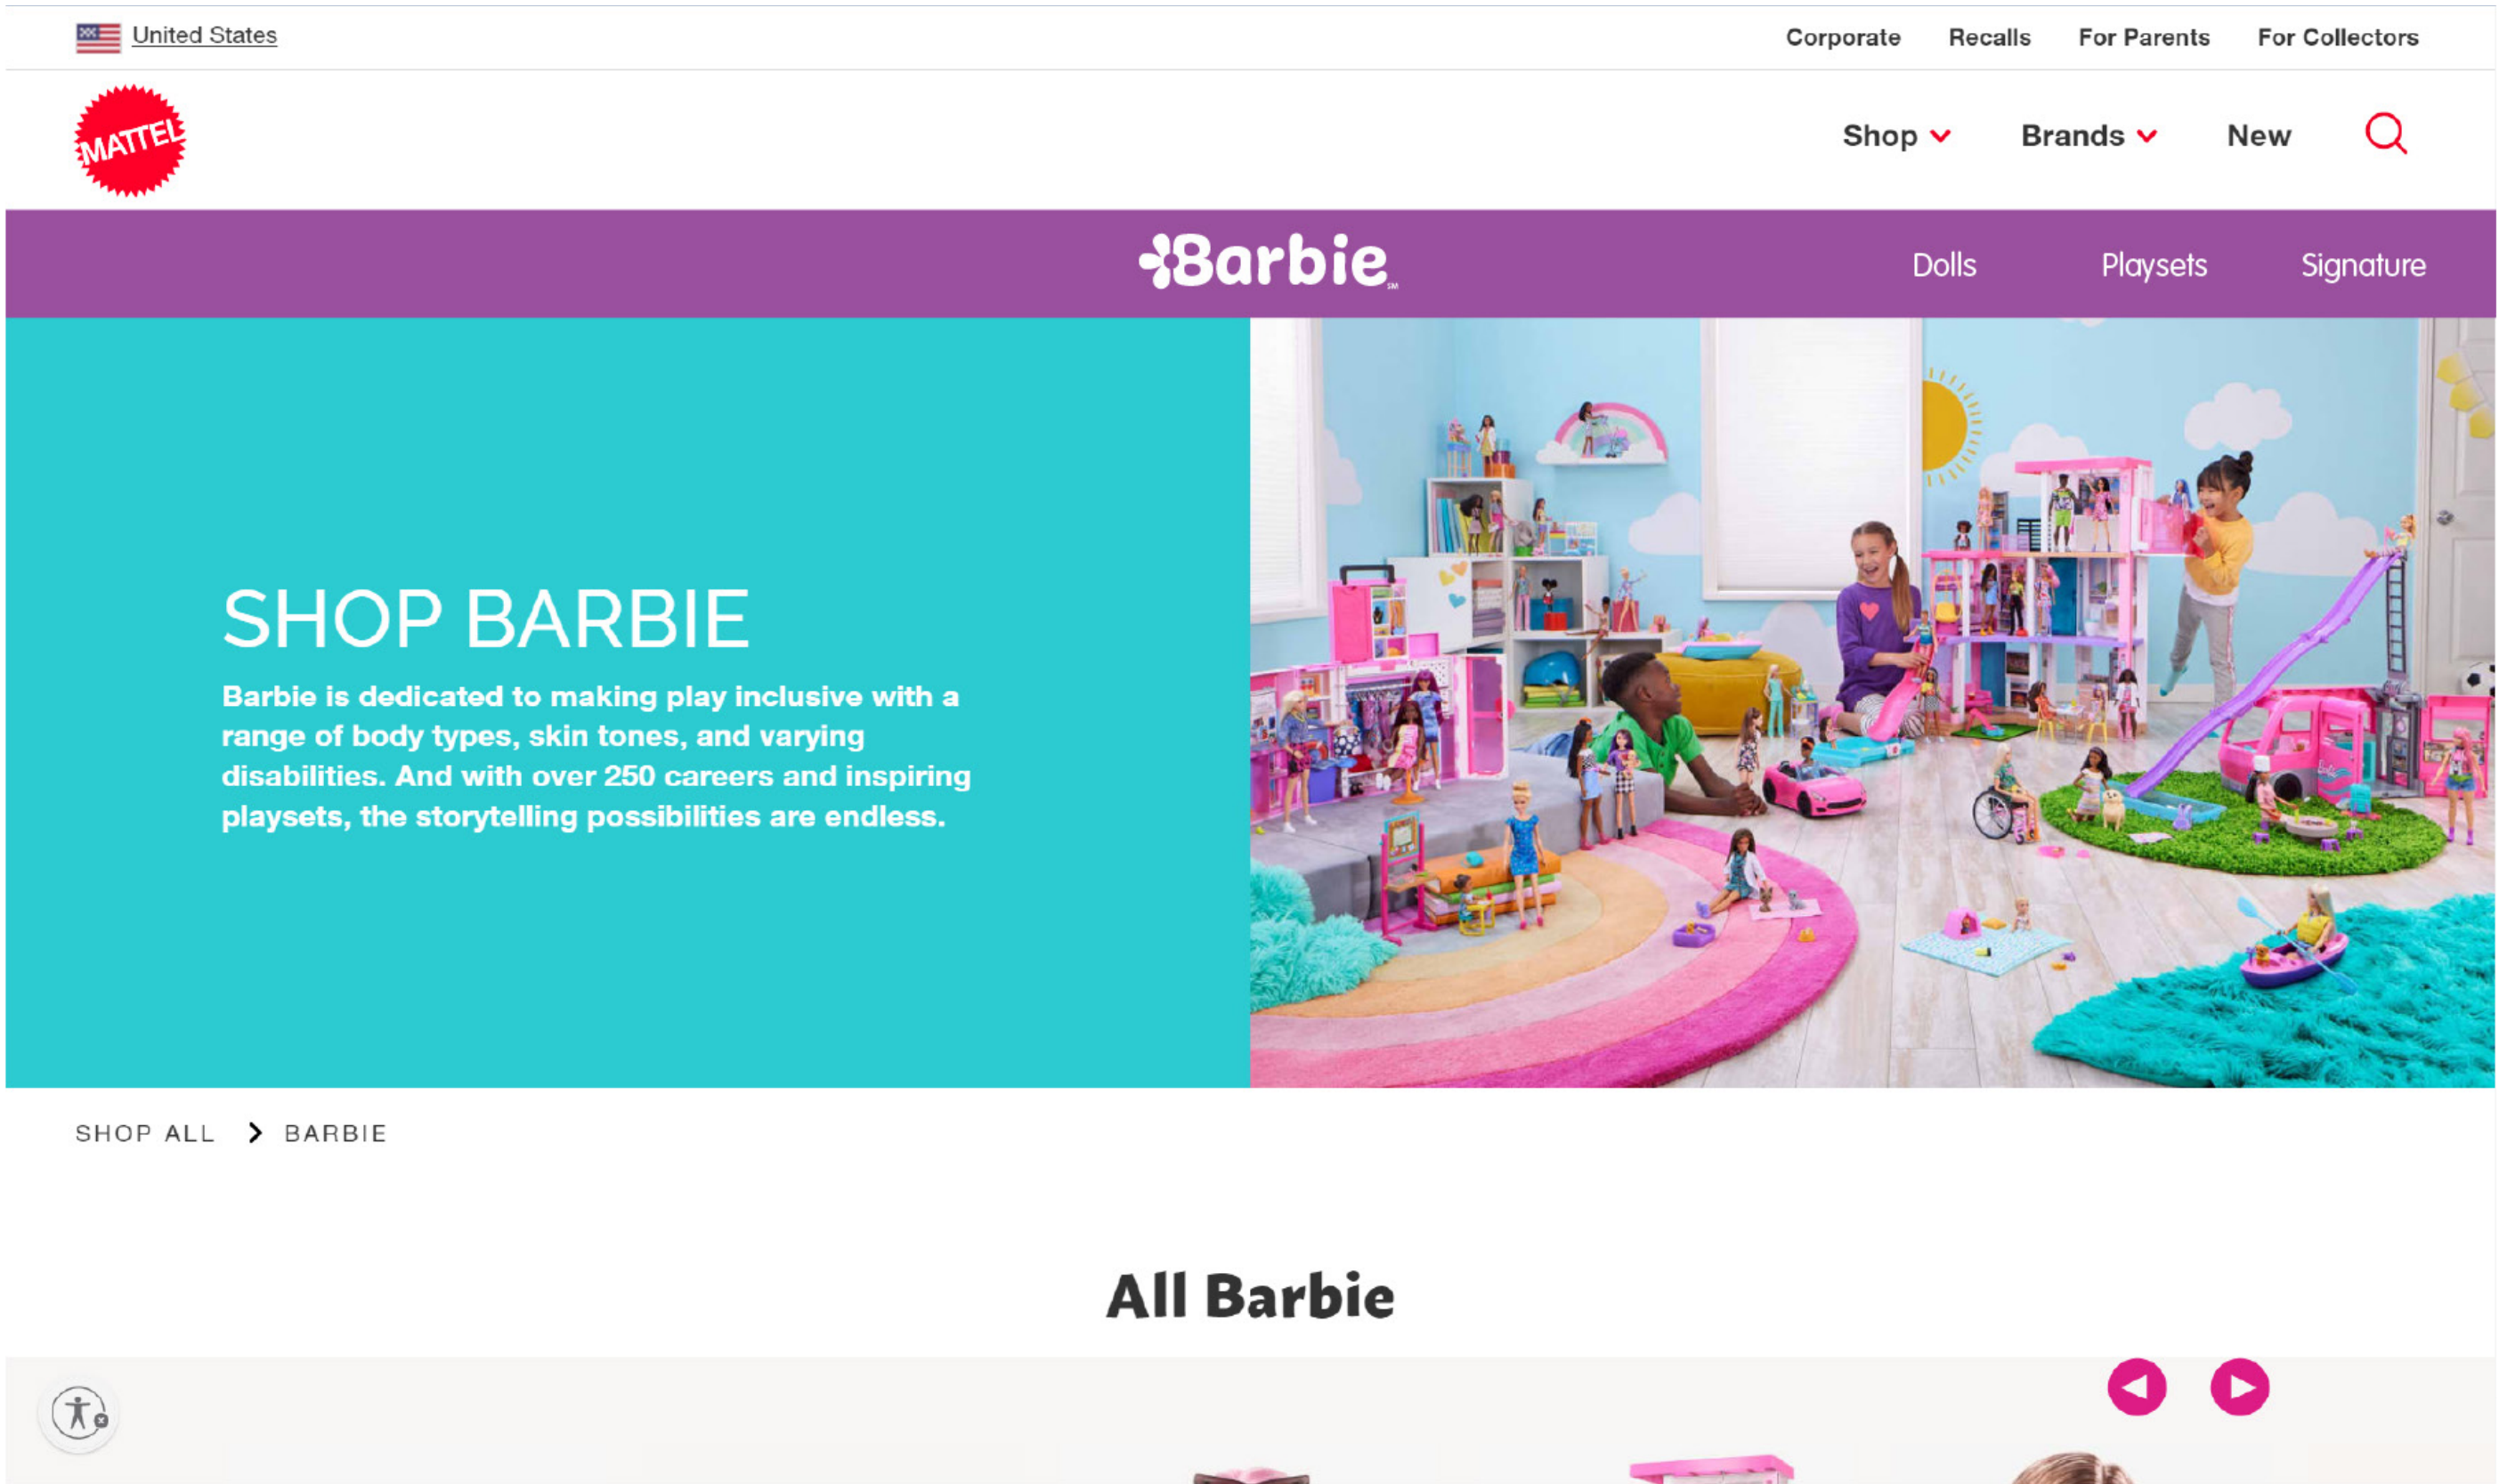 United States
Corporate Recalls For Parents For Collectors
MATTEL
Shop Brands New
Barbie SM
Dolls Playsets Signature
SHOP BARBIE
Barbie is dedicated to making play inclusive with a
range of body types, skin tones, and varying
disabilities. And with over 250 careers and inspiring
playsets, the storytelling possibilities are endless.
SHOP ALL > BARBIE
All Barbie